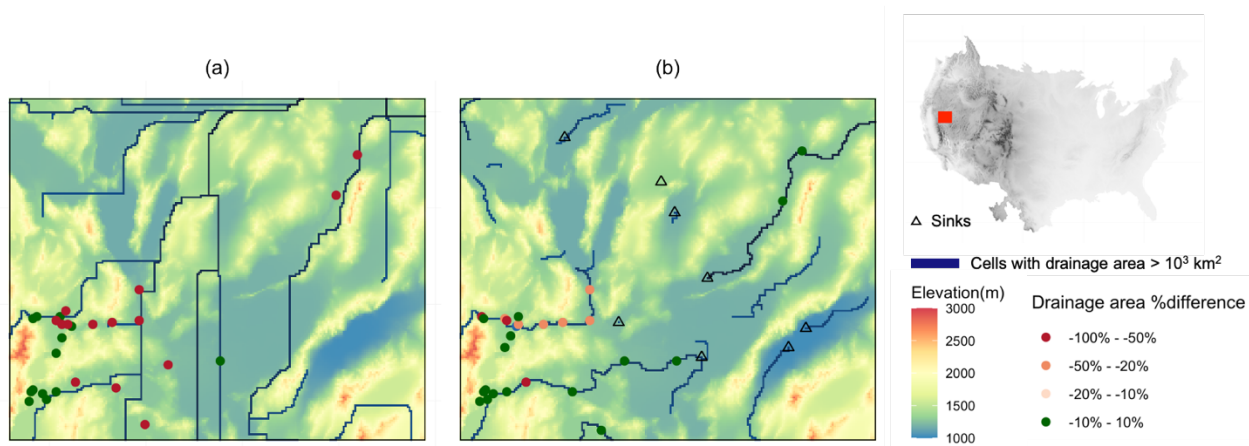 (a)
(b)
Sinks
Cells with drainage area > 10³ km²
Elevation(m)
3000
2500
2000
1500
1000
Drainage area %difference
-100% - -50%
-50% - -20%
-20% - -10%
-10% - 10%